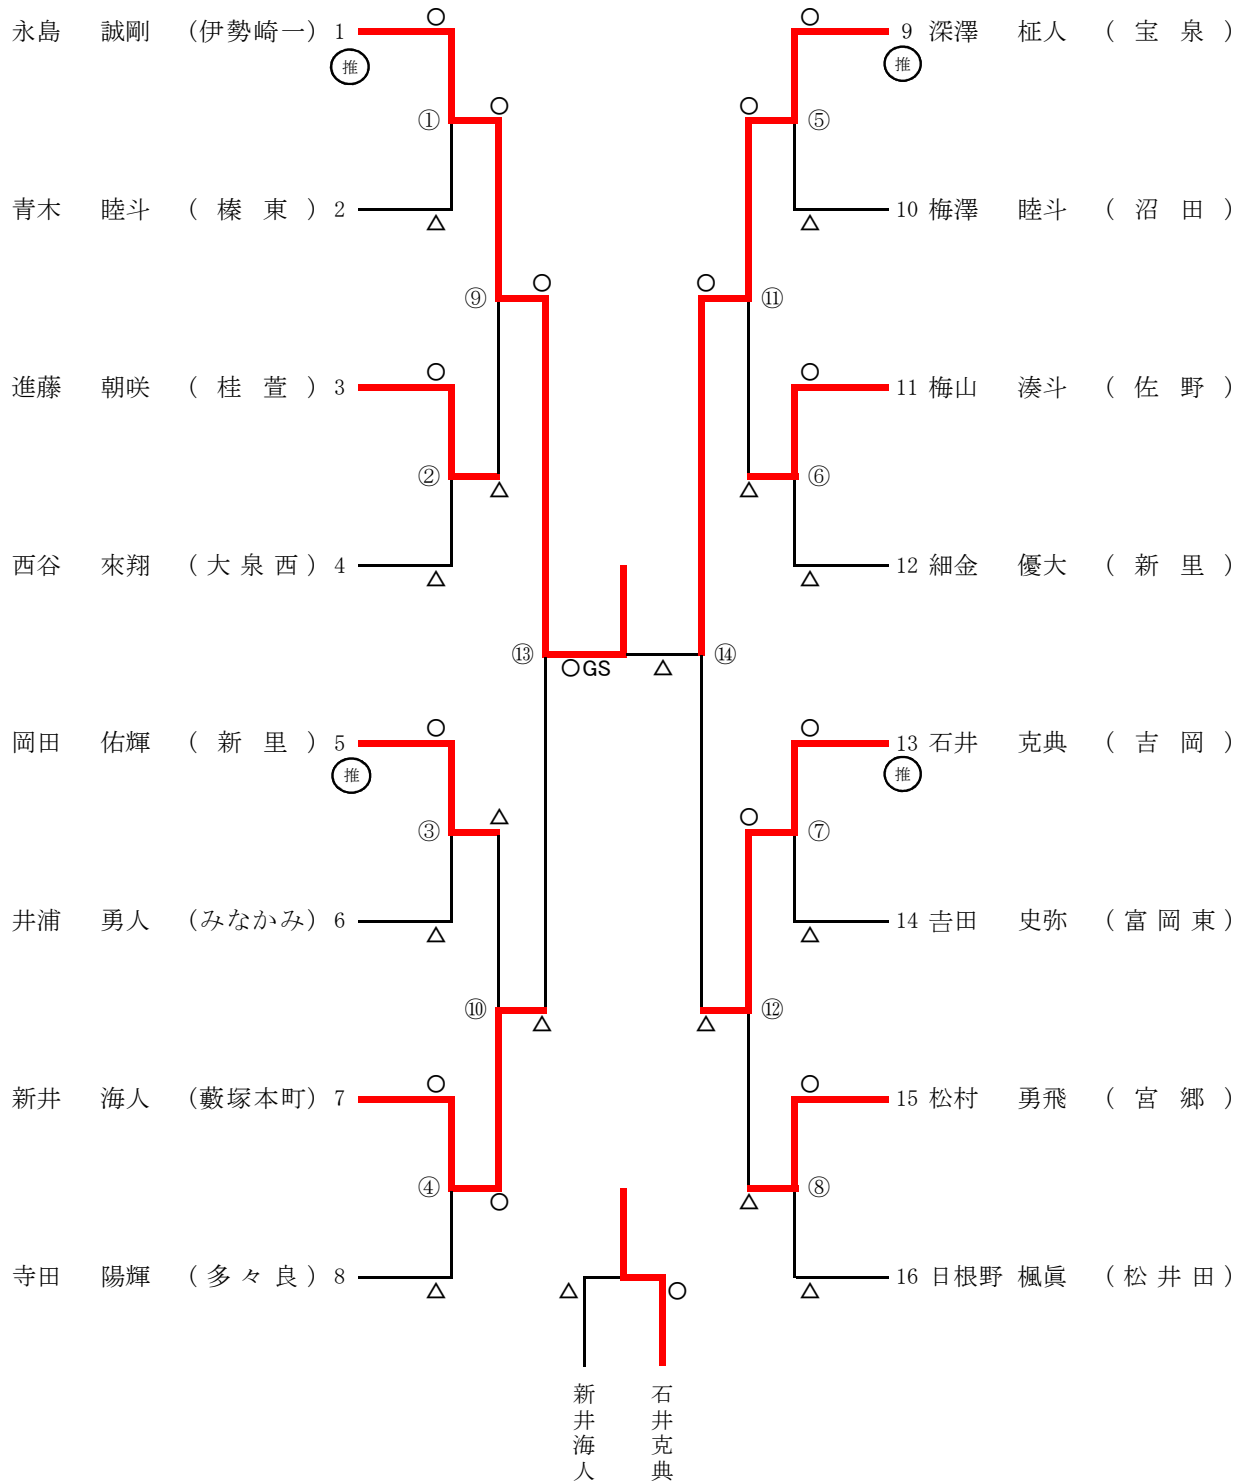 永島 誠剛 (伊勢崎一) 1
推
青木 睦斗 (榛東) 2
進藤 朝咲 (桂萱) 3
西谷 來翔 (大泉西) 4
岡田 佑輝 (新里) 5
推
井浦 勇人 (みなかみ) 6
新井 海人 (藪塚本町) 7
寺田 陽輝 (多々良) 8
①
⑨
②
⑬
③
⑩
④
○GS △
⑭
⑤
⑪
⑥
⑦
⑫
⑧
9 深澤 柾人 (宝泉)
推
10 梅澤 睦斗 (沼田)
11 梅山 湊斗 (佐野)
12 細金 優大 (新里)
13 石井 克典 (吉岡)
推
14 𠮷田 史弥 (富岡東)
15 松村 勇飛 (宮郷)
16 日根野 楓眞 (松井田)
新井海人
石井克典